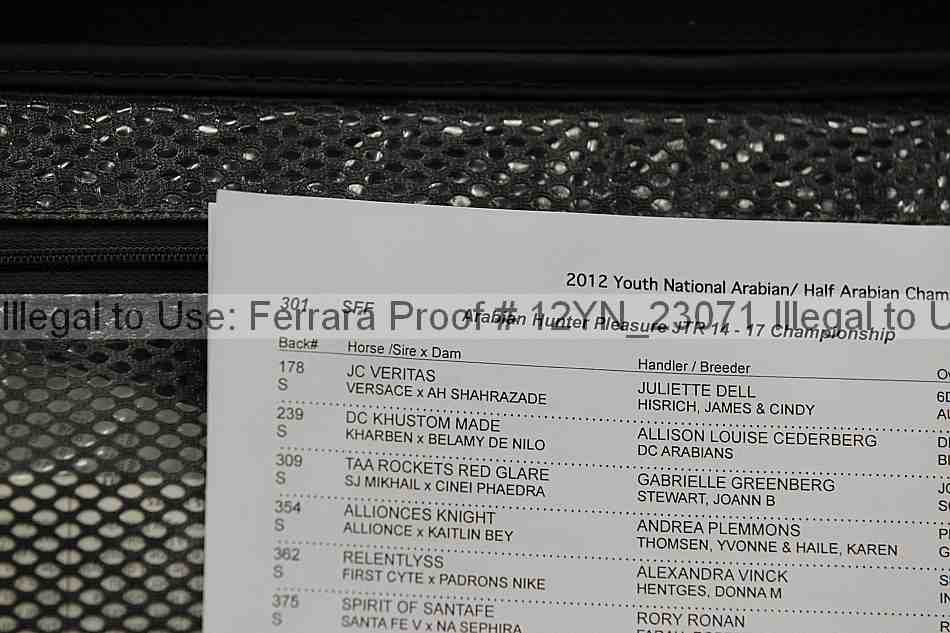 2012 Youth National Arabian/ Half Arabian Cham
301 SFF Arabian Hunter Pleasure JTR 14 - 17 Championship
Illegal to Use: Ferrara Proof # 12YN_23071 Illegal to U
Back# Horse /Sire x Dam Handler / Breeder
178 JC VERITAS JULIETTE DELL
S VERSACE x AH SHAHRAZADE HISRICH, JAMES & CINDY
239 DC KHUSTOM MADE ALLISON LOUISE CEDERBERG
S KHARBEN x BELAMY DE NILO DC ARABIANS
309 TAA ROCKETS RED GLARE GABRIELLE GREENBERG
S SJ MIKHAIL x CINEI PHAEDRA STEWART, JOANN B
354 ALLIONCES KNIGHT ANDREA PLEMMONS
S ALLIONCE x KAITLIN BEY THOMSEN, YVONNE & HAILE, KAREN
362 RELENTLYSS ALEXANDRA VINCK
S FIRST CYTE x PADRONS NIKE HENTGES, DONNA M
375 SPIRIT OF SANTAFE RORY RONAN
SANTA FE V x NA SEPHIRA